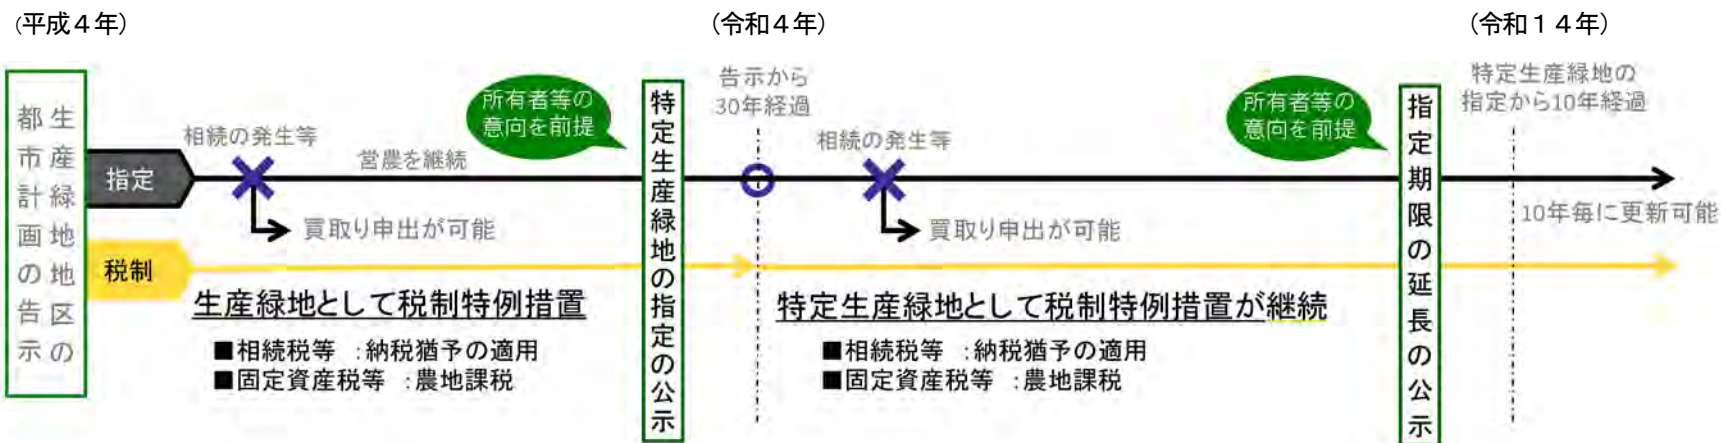 (平成４年)
(令和４年)
(令和１４年)
生産緑地地区の
都市計画の告示
指定
税制
相続の発生等
営農を継続
買取り申出が可能
所有者等の
意向を前提
特定生産緑地の指定の公示
告示から
30年経過
相続の発生等
買取り申出が可能
所有者等の
意向を前提
指定期限の延長の公示
特定生産緑地の
指定から10年経過
10年毎に更新可能
生産緑地として税制特例措置
■相続税等　:納税猶予の適用
■固定資産税等　:農地課税
特定生産緑地として税制特例措置が継続
■相続税等　:納税猶予の適用
■固定資産税等　:農地課税